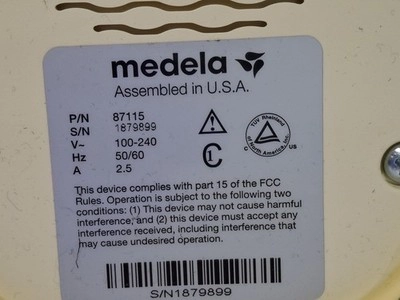 medela
Assembled in U.S.A.
P/N 87115
S/N 1879899
V~ 100-240
Hz 50/60
A 2.5
TÜV Rheinland
of North America, Inc.
C US
This device complies with part 15 of the FCC
Rules. Operation is subject to the following two
conditions: (1) This device may not cause harmful
interference, and (2) this device must accept any
interference received, including interference that
may cause undesired operation.
S/N1879899